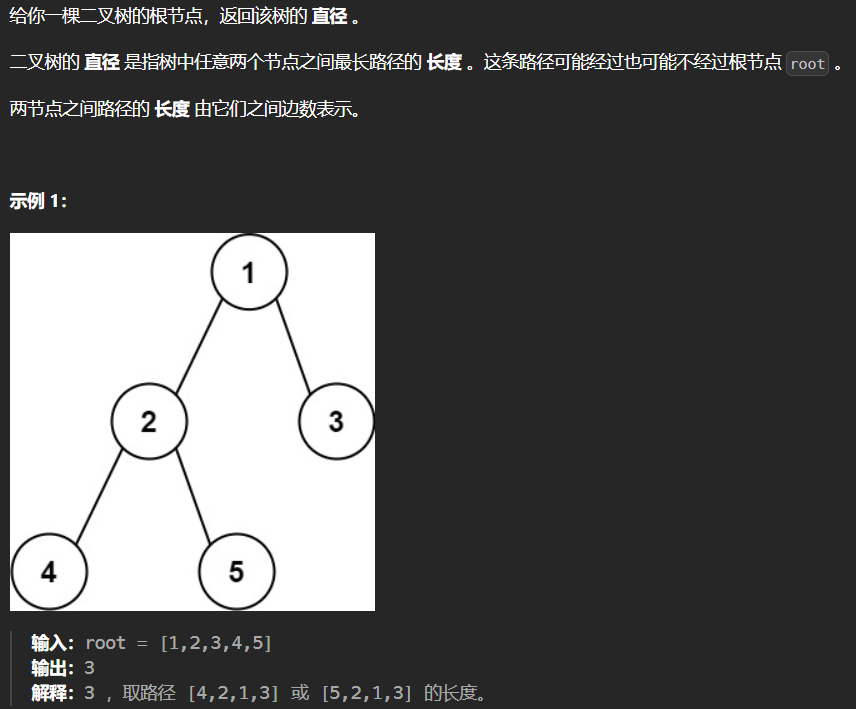 给你一棵二叉树的根节点，返回该树的 直径 。
二叉树的 直径 是指树中任意两个节点之间最长路径的 长度 。这条路径可能经过也可能不经过根节点 root 。
两节点之间路径的 长度 由它们之间边数表示。
示例 1：
1
2
3
4
5
输入：root = [1,2,3,4,5]
输出：3
解释：3 ，取路径 [4,2,1,3] 或 [5,2,1,3] 的长度。